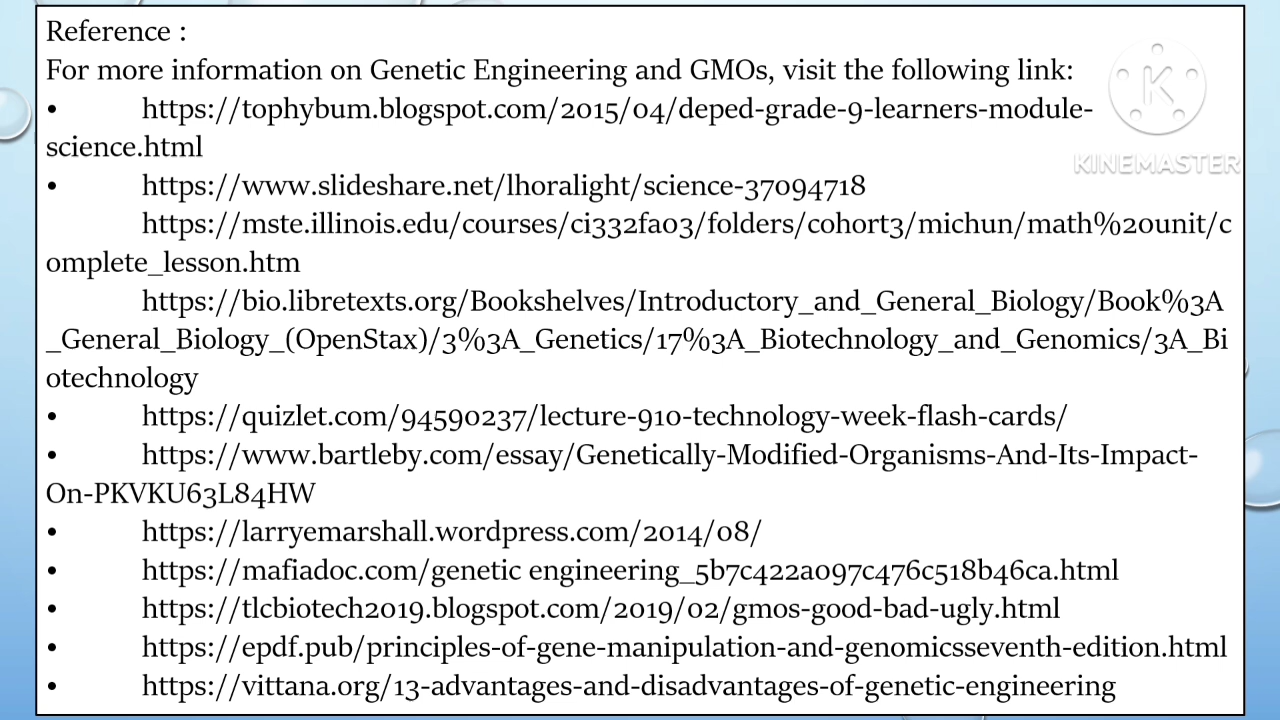 Reference :
For more information on Genetic Engineering and GMOs, visit the following link:
• https://tophybum.blogspot.com/2015/04/deped-grade-9-learners-module-
science.html
• https://www.slideshare.net/lhoralight/science-37094718
https://mste.illinois.edu/courses/ci332fa03/folders/cohort3/michun/math%20unit/c
omplete_lesson.htm
https://bio.libretexts.org/Bookshelves/Introductory_and_General_Biology/Book%3A
_General_Biology_(OpenStax)/3%3A_Genetics/17%3A_Biotechnology_and_Genomics/3A_Bi
otechnology
• https://quizlet.com/94590237/lecture-910-technology-week-flash-cards/
• https://www.bartleby.com/essay/Genetically-Modified-Organisms-And-Its-Impact-
On-PKVKU63L84HW
• https://larryemarshall.wordpress.com/2014/08/
• https://mafiadoc.com/genetic engineering_5b7c422a097c476c518b46ca.html
• https://tlcbiotech2019.blogspot.com/2019/02/gmos-good-bad-ugly.html
• https://epdf.pub/principles-of-gene-manipulation-and-genomicsseventh-edition.html
• https://vittana.org/13-advantages-and-disadvantages-of-genetic-engineering
K
KINEMASTER